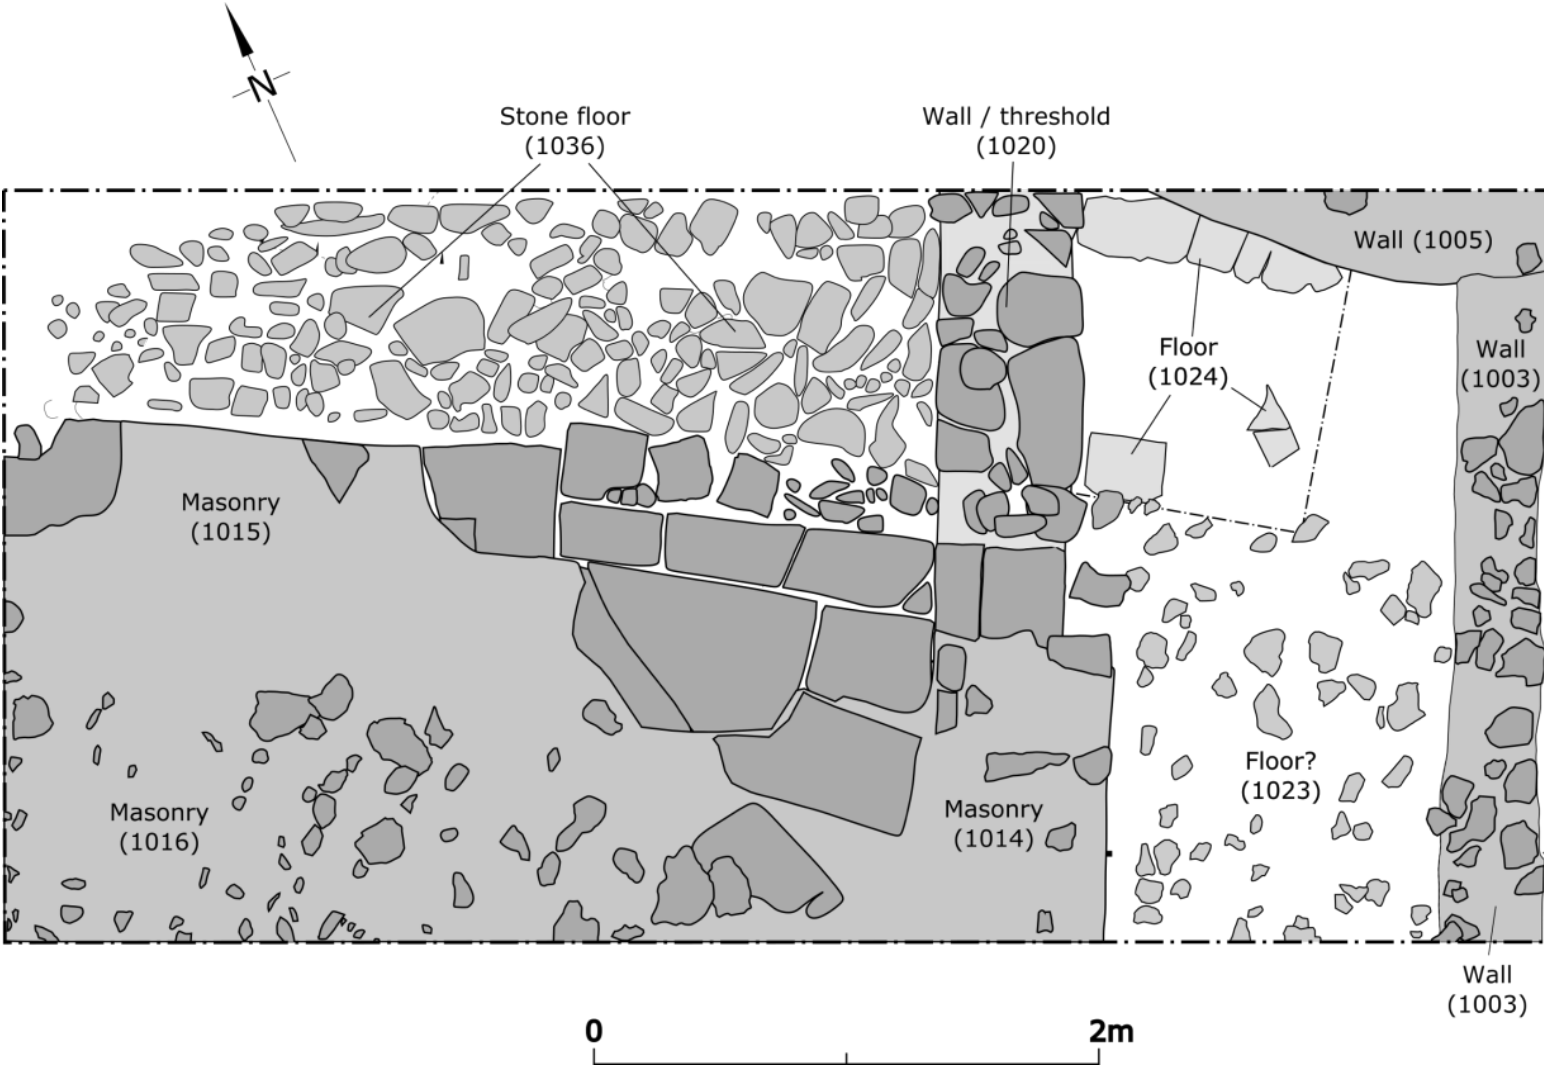 N
Stone floor
(1036)
Wall / threshold
(1020)
Wall (1005)
Floor
(1024)
Wall
(1003)
Masonry
(1015)
Floor?
(1023)
Masonry
(1016)
Masonry
(1014)
Wall
(1003)
0 2m